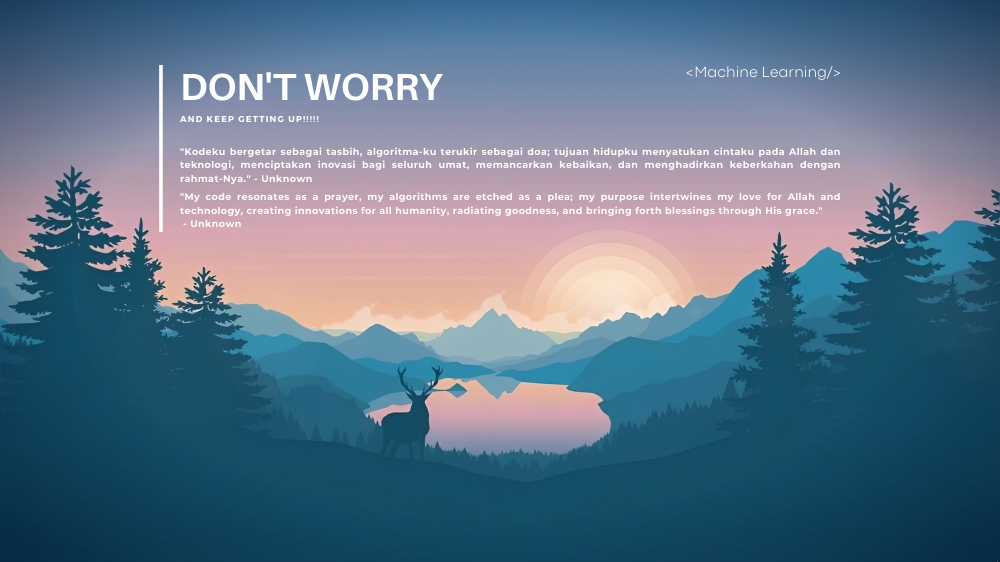 DON'T WORRY
<Machine Learning/>
AND KEEP GETTING UP!!!!!
"Kodeku bergetar sebagai tasbih, algoritma-ku terukir sebagai doa; tujuan hidupku menyatukan cintaku pada Allah dan
teknologi, menciptakan inovasi bagi seluruh umat, memancarkan kebaikan, dan menghadirkan keberkahan dengan
rahmat-Nya." - Unknown
"My code resonates as a prayer, my algorithms are etched as a plea; my purpose intertwines my love for Allah and
technology, creating innovations for all humanity, radiating goodness, and bringing forth blessings through His grace."
- Unknown